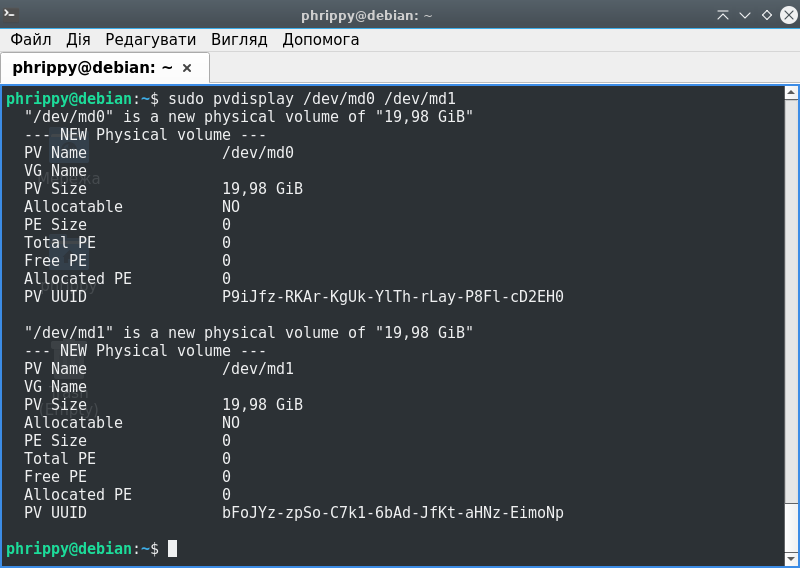 phrippy@debian: ~
Файл Дія Редагувати Вигляд Допомога
phrippy@debian: ~ ×
phrippy@debian:~$ sudo pvdisplay /dev/md0 /dev/md1
"/dev/md0" is a new physical volume of "19,98 GiB"
--- NEW Physical volume ---
PV Name /dev/md0
VG Name
PV Size 19,98 GiB
Allocatable NO
PE Size 0
Total PE 0
Free PE 0
Allocated PE 0
PV UUID P9iJfz-RKAr-KgUk-YlTh-rLay-P8Fl-cD2EH0
"/dev/md1" is a new physical volume of "19,98 GiB"
--- NEW Physical volume ---
PV Name /dev/md1
VG Name
PV Size 19,98 GiB
Allocatable NO
PE Size 0
Total PE 0
Free PE 0
Allocated PE 0
PV UUID bFoJYz-zpSo-C7k1-6bAd-JfKt-aHNz-EimoNp
phrippy@debian:~$